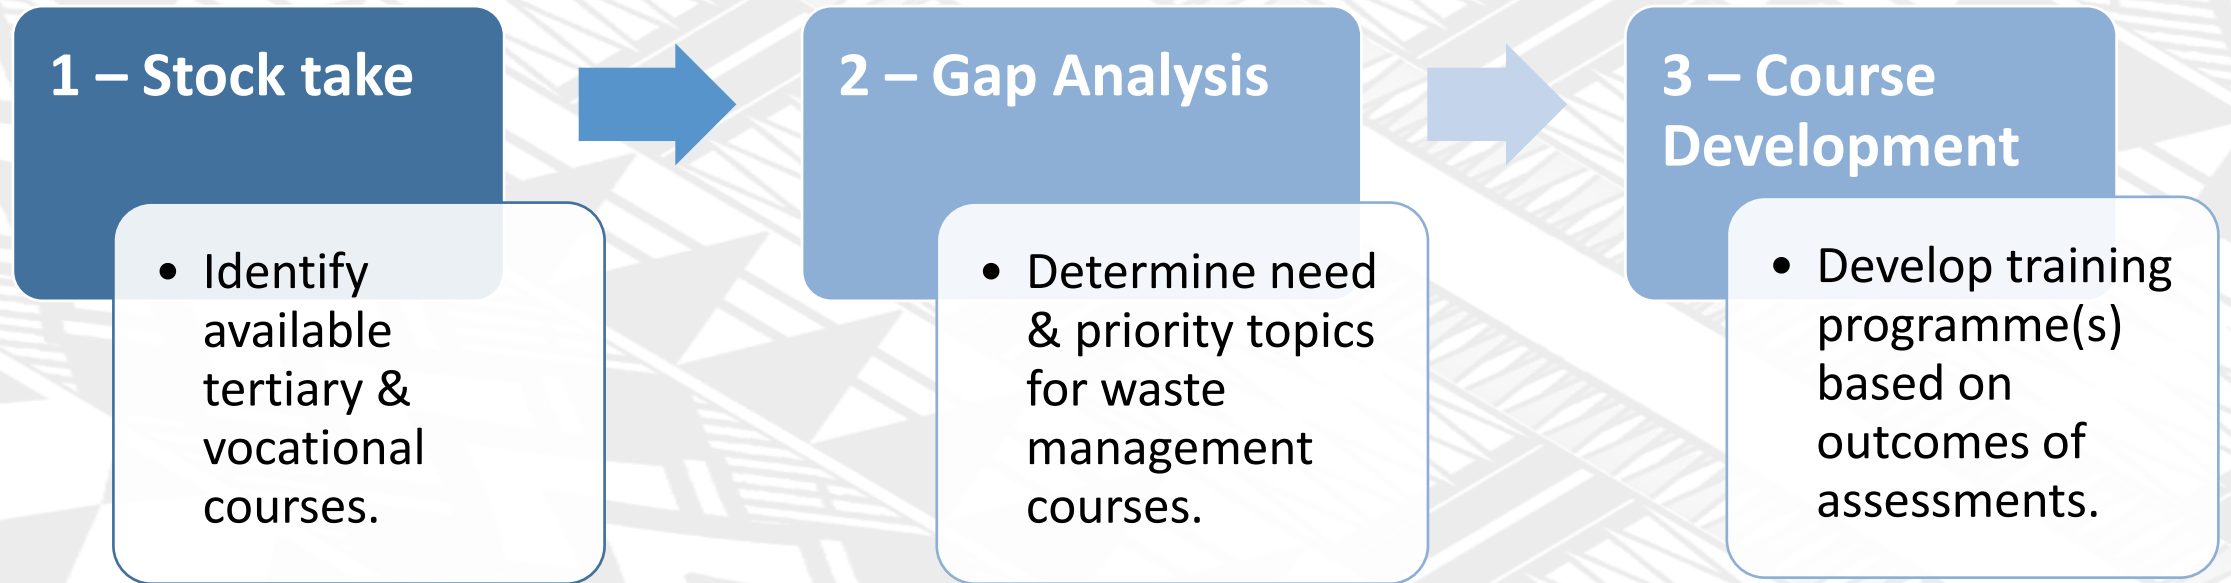 1 – Stock take
• Identify
available
tertiary &
vocational
courses.
2 – Gap Analysis
• Determine need
& priority topics
for waste
management
courses.
3 – Course
Development
• Develop training
programme(s)
based on
outcomes of
assessments.